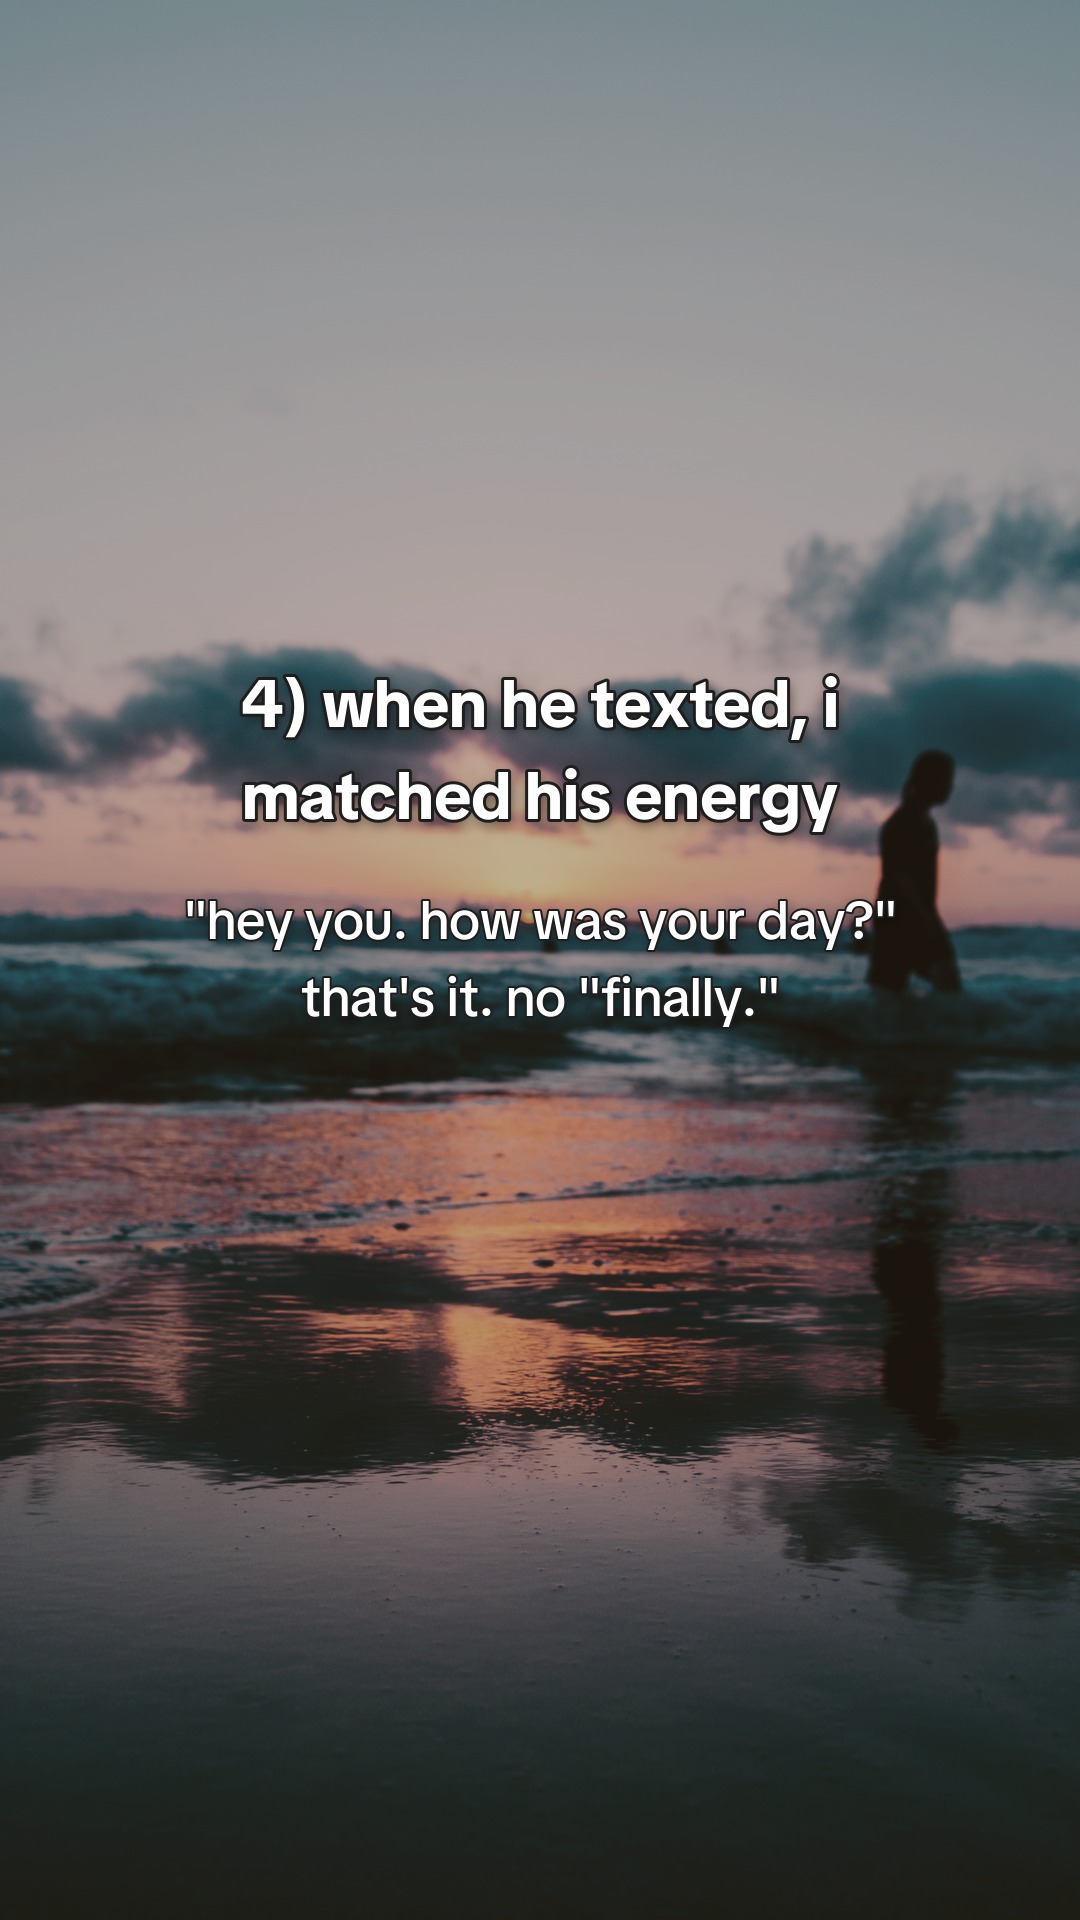 4) when he texted, i
matched his energy
"hey you. how was your day?"
that's it. no "finally."